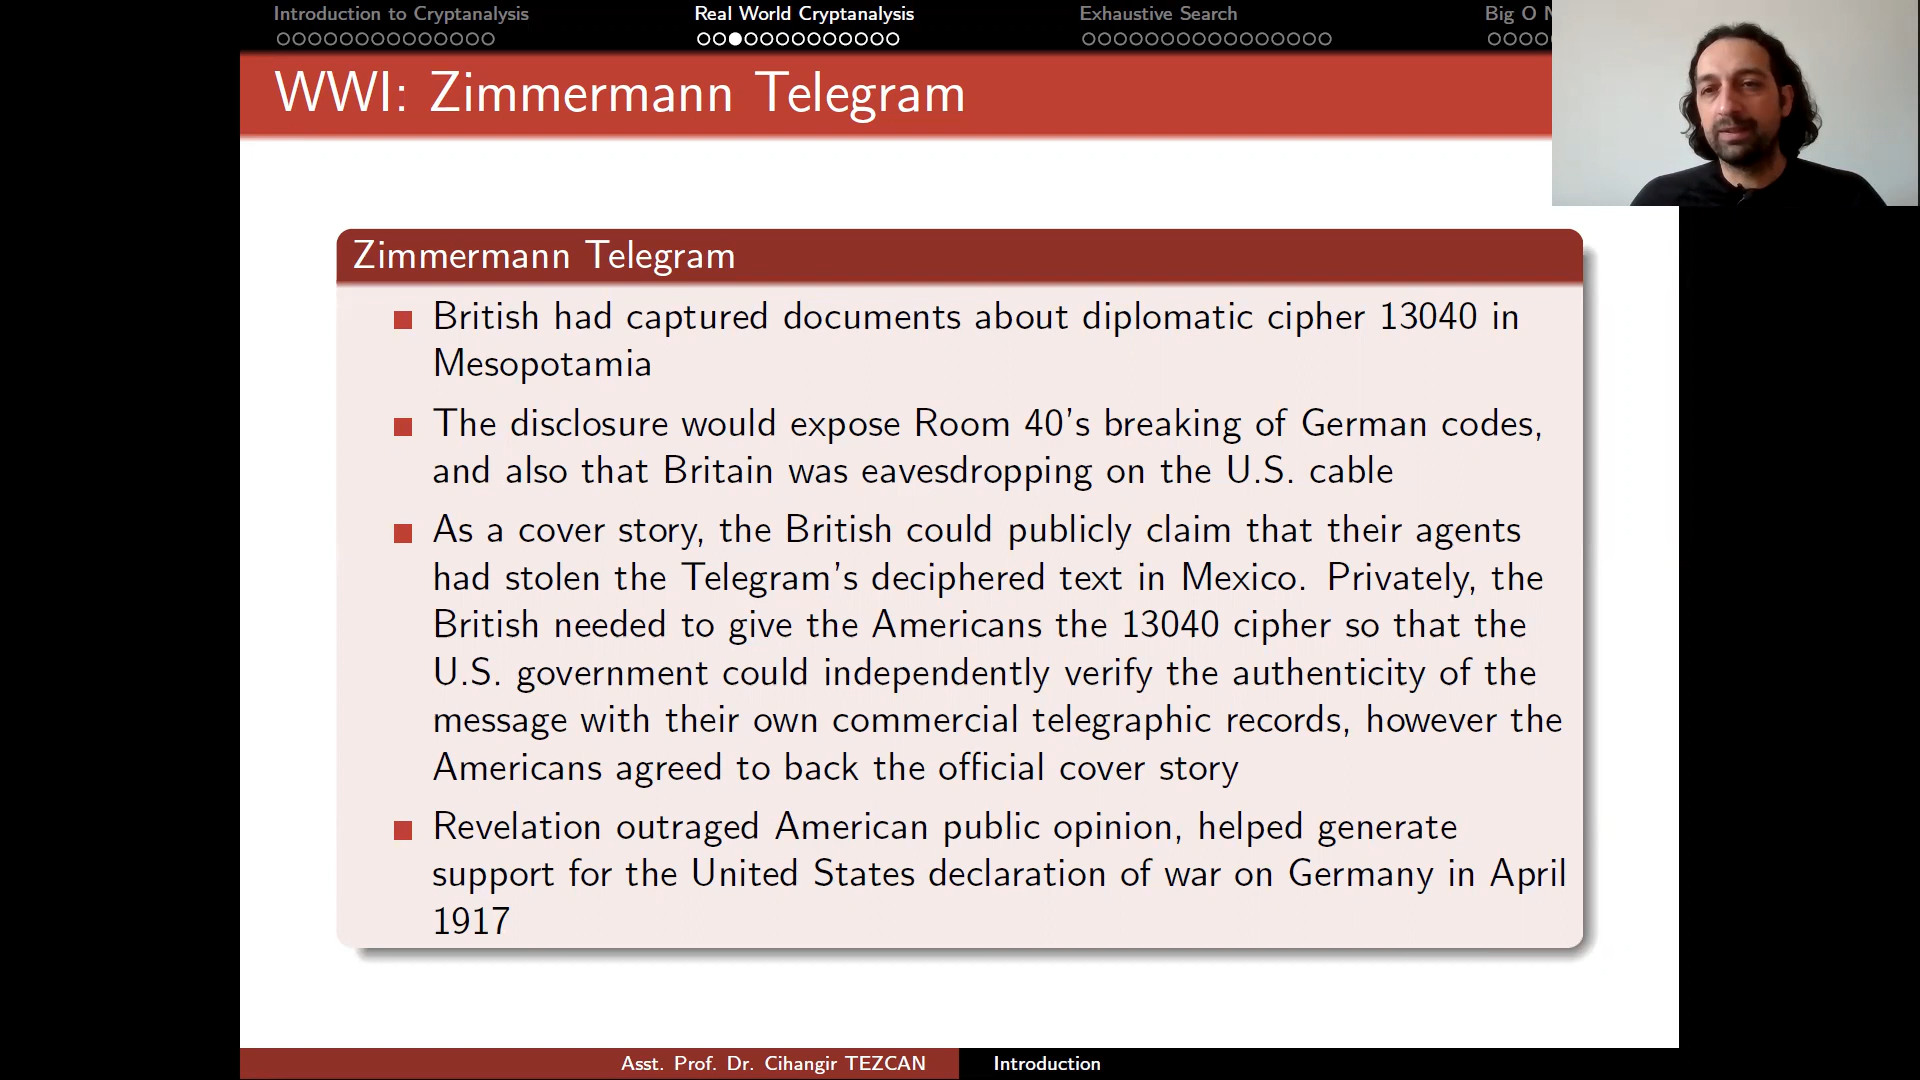 Introduction to Cryptanalysis
Real World Cryptanalysis
Exhaustive Search
Big O
WWI: Zimmermann Telegram
Zimmermann Telegram
British had captured documents about diplomatic cipher 13040 in
Mesopotamia
The disclosure would expose Room 40's breaking of German codes,
and also that Britain was eavesdropping on the U.S. cable
As a cover story, the British could publicly claim that their agents
had stolen the Telegram's deciphered text in Mexico. Privately, the
British needed to give the Americans the 13040 cipher so that the
U.S. government could independently verify the authenticity of the
message with their own commercial telegraphic records, however the
Americans agreed to back the official cover story
Revelation outraged American public opinion, helped generate
support for the United States declaration of war on Germany in April
1917
Asst. Prof. Dr. Cihangir TEZCAN
Introduction